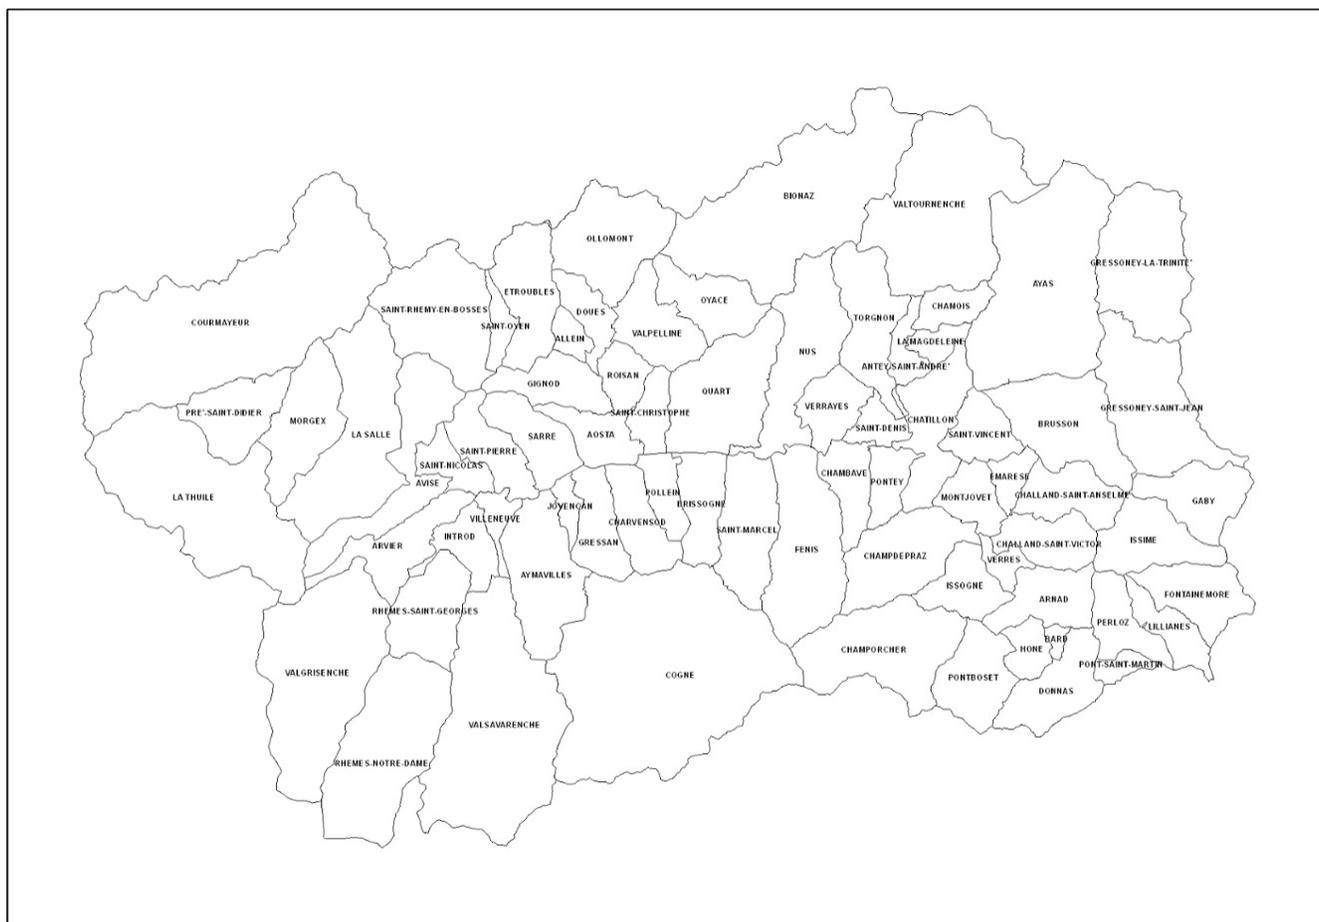 BIONAZ
VALTOURNENCHE
OLLOMONT
GRESSONEY-LA-TRINITE'
AYAS
ETROUBLES
OYACE
CHAMOIS
SAINT-RHEMY-EN-BOSSES
DOUES
TORGNON
COURMAYEUR
SAINT-OYEN
VALPELLINE
ALLEIN
LA MAGDELEINE
NUS
ANTEY-SAINT-ANDRE'
ROISAN
GIGNOD
QUART
VERRAYES
GRESSONEY-SAINT-JEAN
PRE'-SAINT-DIDIER
SAINT-CHRISTOPHE
MORGEX
CHATILLON
BRUSSON
SAINT-DENIS
LA SALLE
SARRE
AOSTA
SAINT-VINCENT
SAINT-PIERRE
SAINT-NICOLAS
CHAMBAVE
EMARESE
AVISE
PONTEY
POLLEIN
CHALLAND-SAINT-ANSELME
LA THUILE
MONTJOVET
GABY
BRISSOGNE
JOVENCAN
VILLENEUVE
CHARVENSOD
SAINT-MARCEL
INTROD
ISSIME
GRESSAN
CHALLAND-SAINT-VICTOR
ARVIER
FENIS
CHAMPDEPRAZ
VERRES
AYMAVILLES
ISSOGNE
FONTAINEMORE
ARNAD
RHEMES-SAINT-GEORGES
PERLOZ
LILLIANES
BARD
HONE
CHAMPORCHER
PONT-SAINT-MARTIN
VALGRISENCHE
COGNE
PONTBOSET
DONNAS
VALSAVARENCHE
RHEMES-NOTRE-DAME